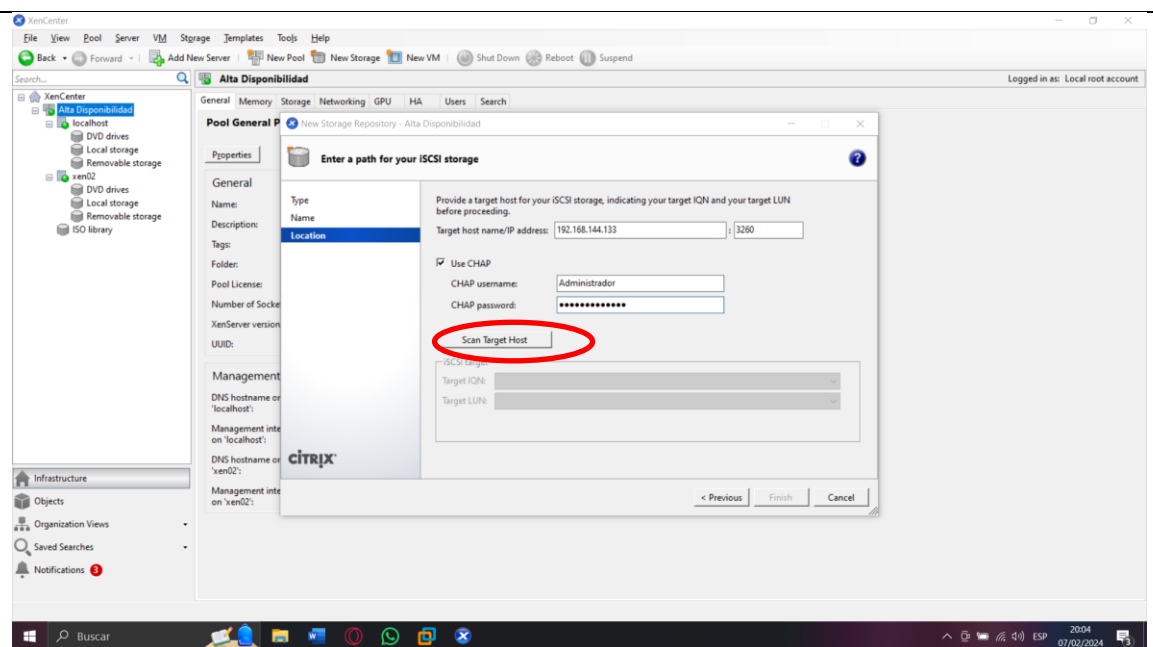 XenCenter
File View Pool Server VM Storage Templates Tools Help
Back Forward Add New Server New Pool New Storage New VM Shut Down Reboot Suspend
Search...
Alta Disponibilidad
Logged in as: Local root account
XenCenter
Alta Disponibilidad
localhost
DVD drives
Local storage
Removable storage
xen02
DVD drives
Local storage
Removable storage
ISO library
General Memory Storage Networking GPU HA Users Search
Pool General P
Properties
General
Name:
Description:
Tags:
Folder:
Pool License:
Number of Socke
XenServer version
UUID:
Management
DNS hostname or
'localhost':
Management inte
on 'localhost':
DNS hostname or
'xen02':
Management inte
on 'xen02':
New Storage Repository - Alta Disponibilidad
Enter a path for your iSCSI storage
Type
Name
Location
CİTRIX
Provide a target host for your iSCSI storage, indicating your target IQN and your target LUN
before proceeding.
Target host name/IP address: 192.168.144.133 : 3260
Use CHAP
CHAP username: Administrador
CHAP password: •••••••••••••
Scan Target Host
iSCSI target
Target IQN:
Target LUN:
< Previous Finish Cancel
Infrastructure
Objects
Organization Views
Saved Searches
Notifications 3
Buscar
ESP
20:04
07/02/2024
3